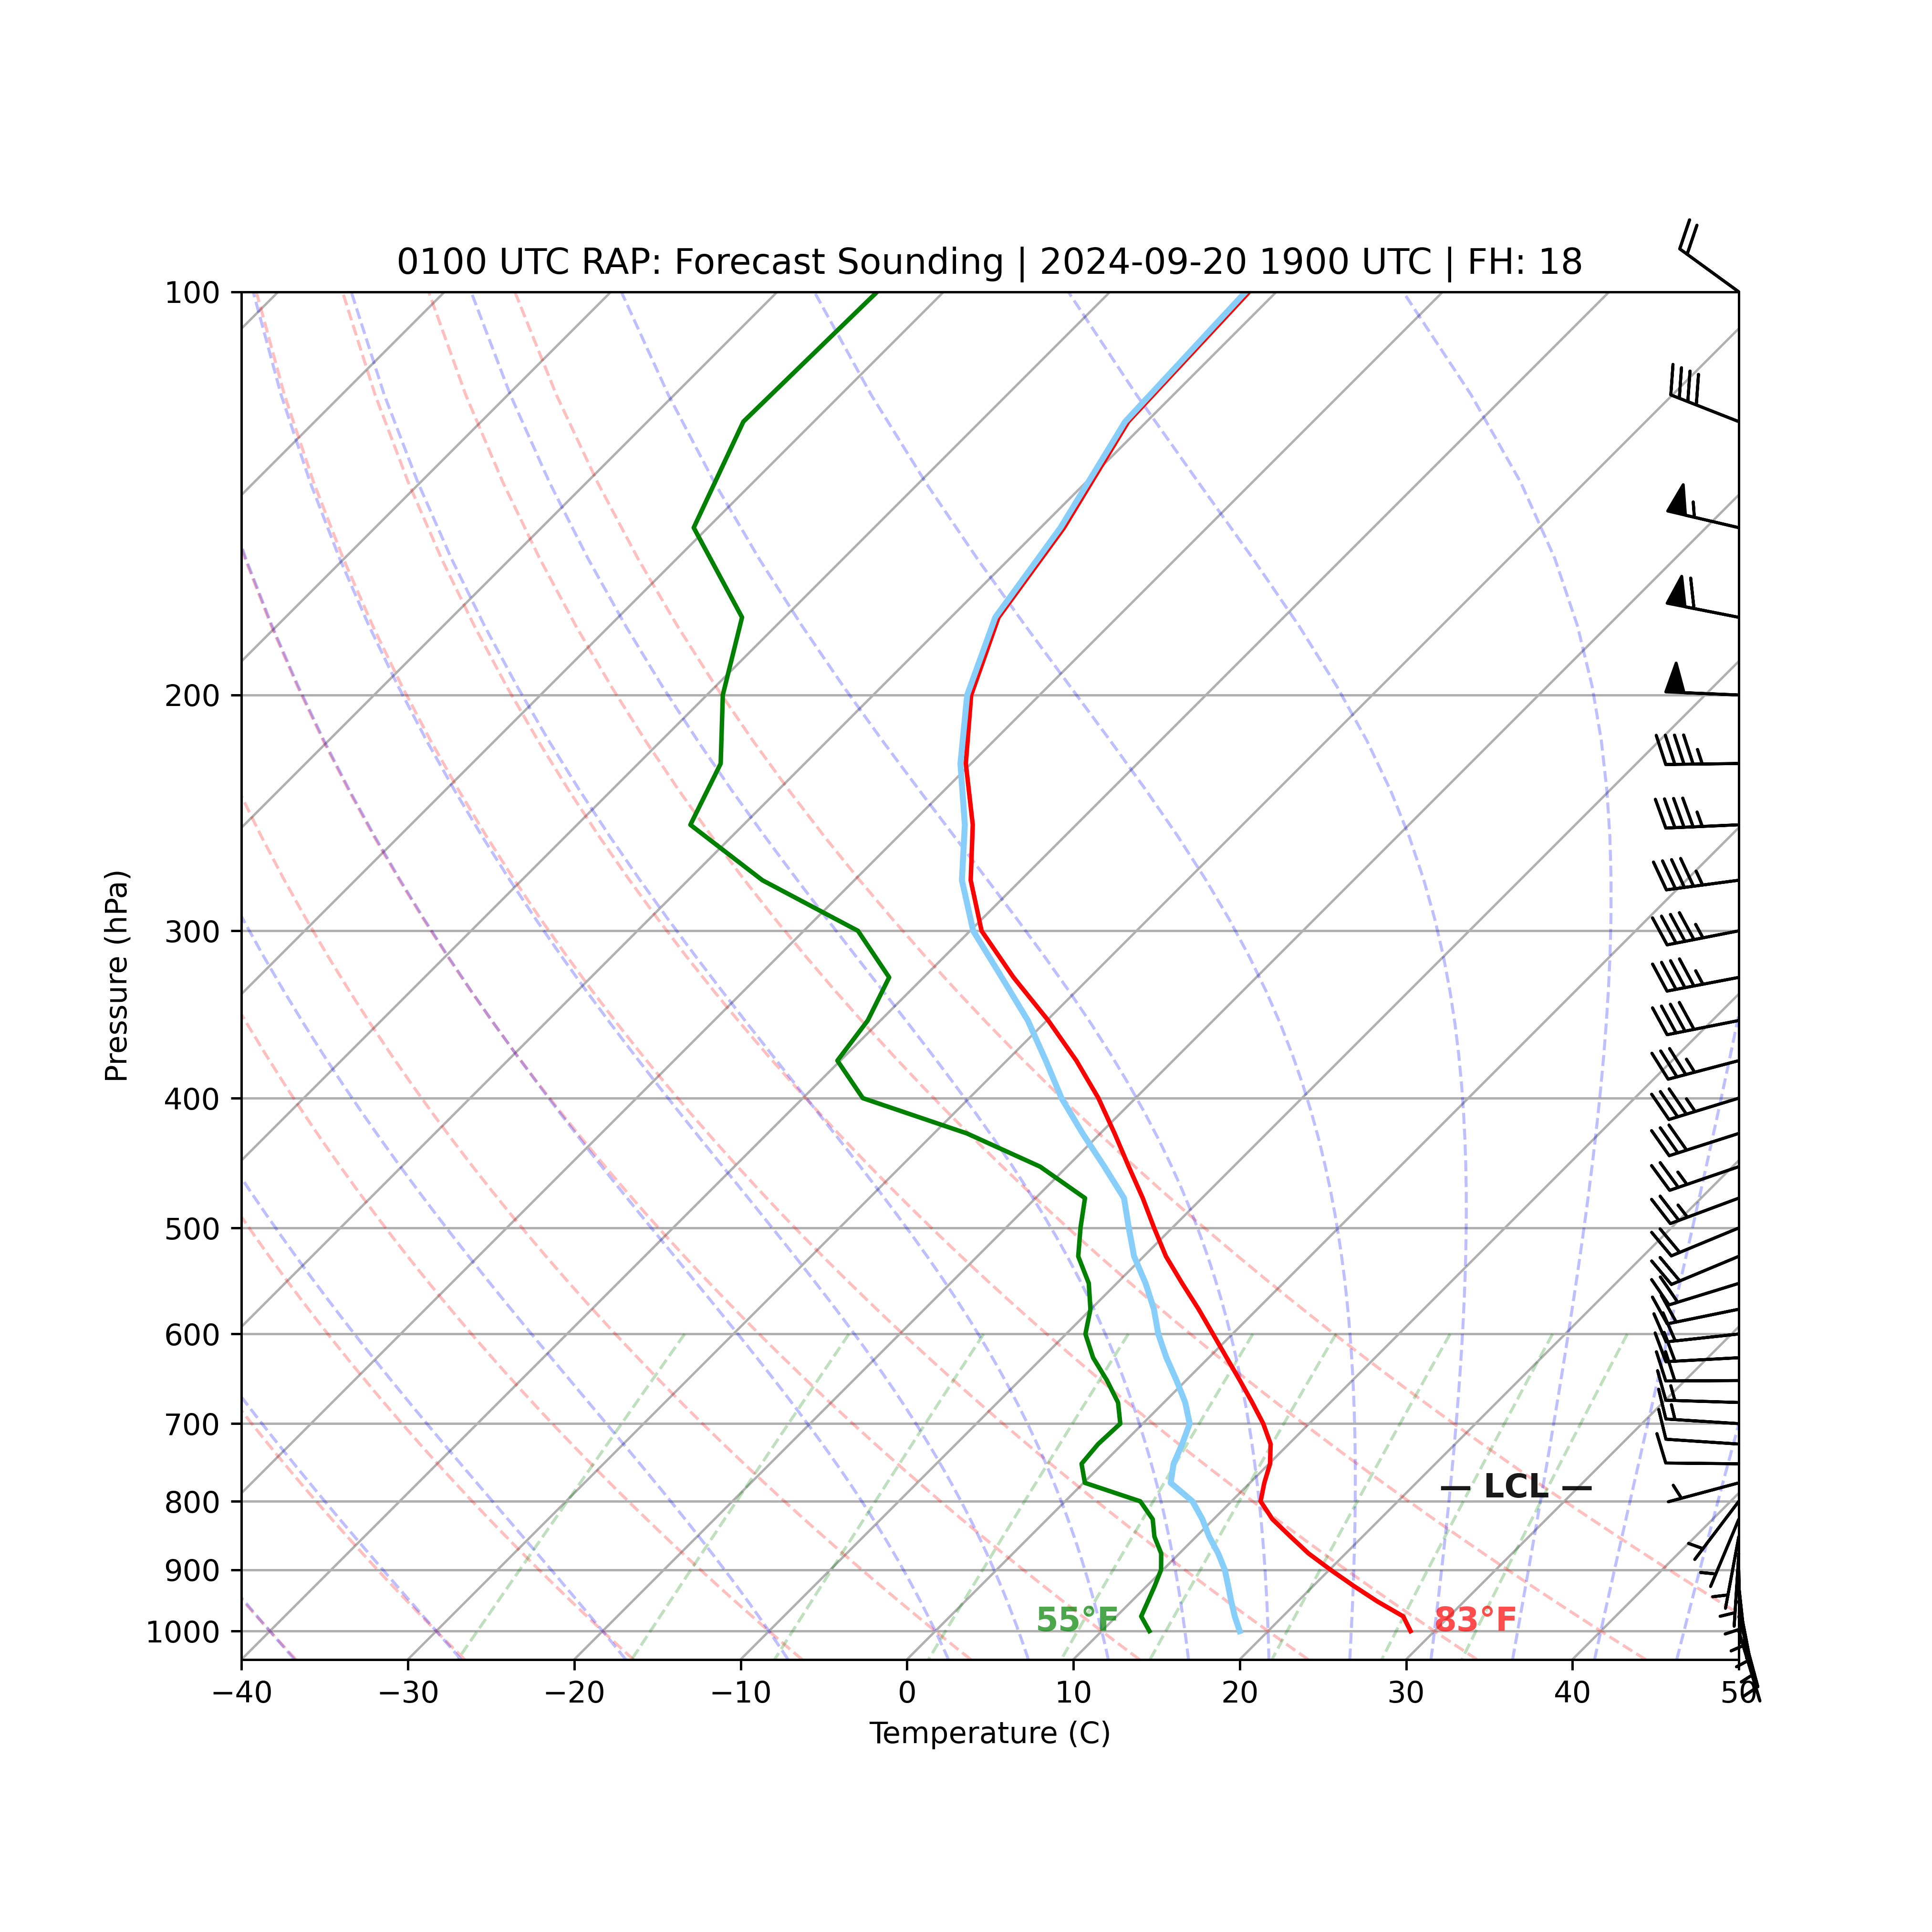 0100 UTC RAP: Forecast Sounding | 2024-09-20 1900 UTC | FH: 18
100
200
300
400
500
600
700
800
900
1000
Pressure (hPa)
— LCL —
55°F
83°F
−40 −30 −20 −10 0 10 20 30 40 50
Temperature (C)